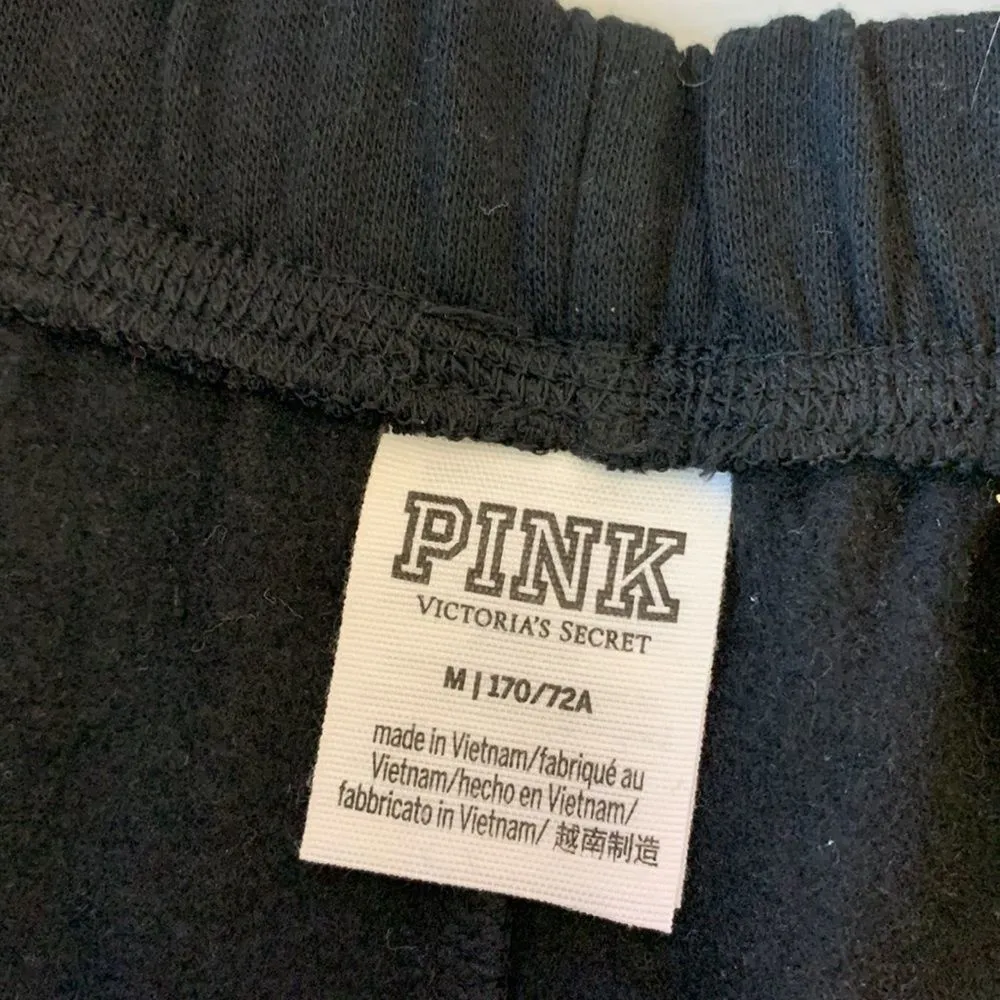 PINK
VICTORIA'S SECRET
M | 170/72A
made in Vietnam/fabriqué au
Vietnam/hecho en Vietnam/
fabbricato in Vietnam/ 越南制造